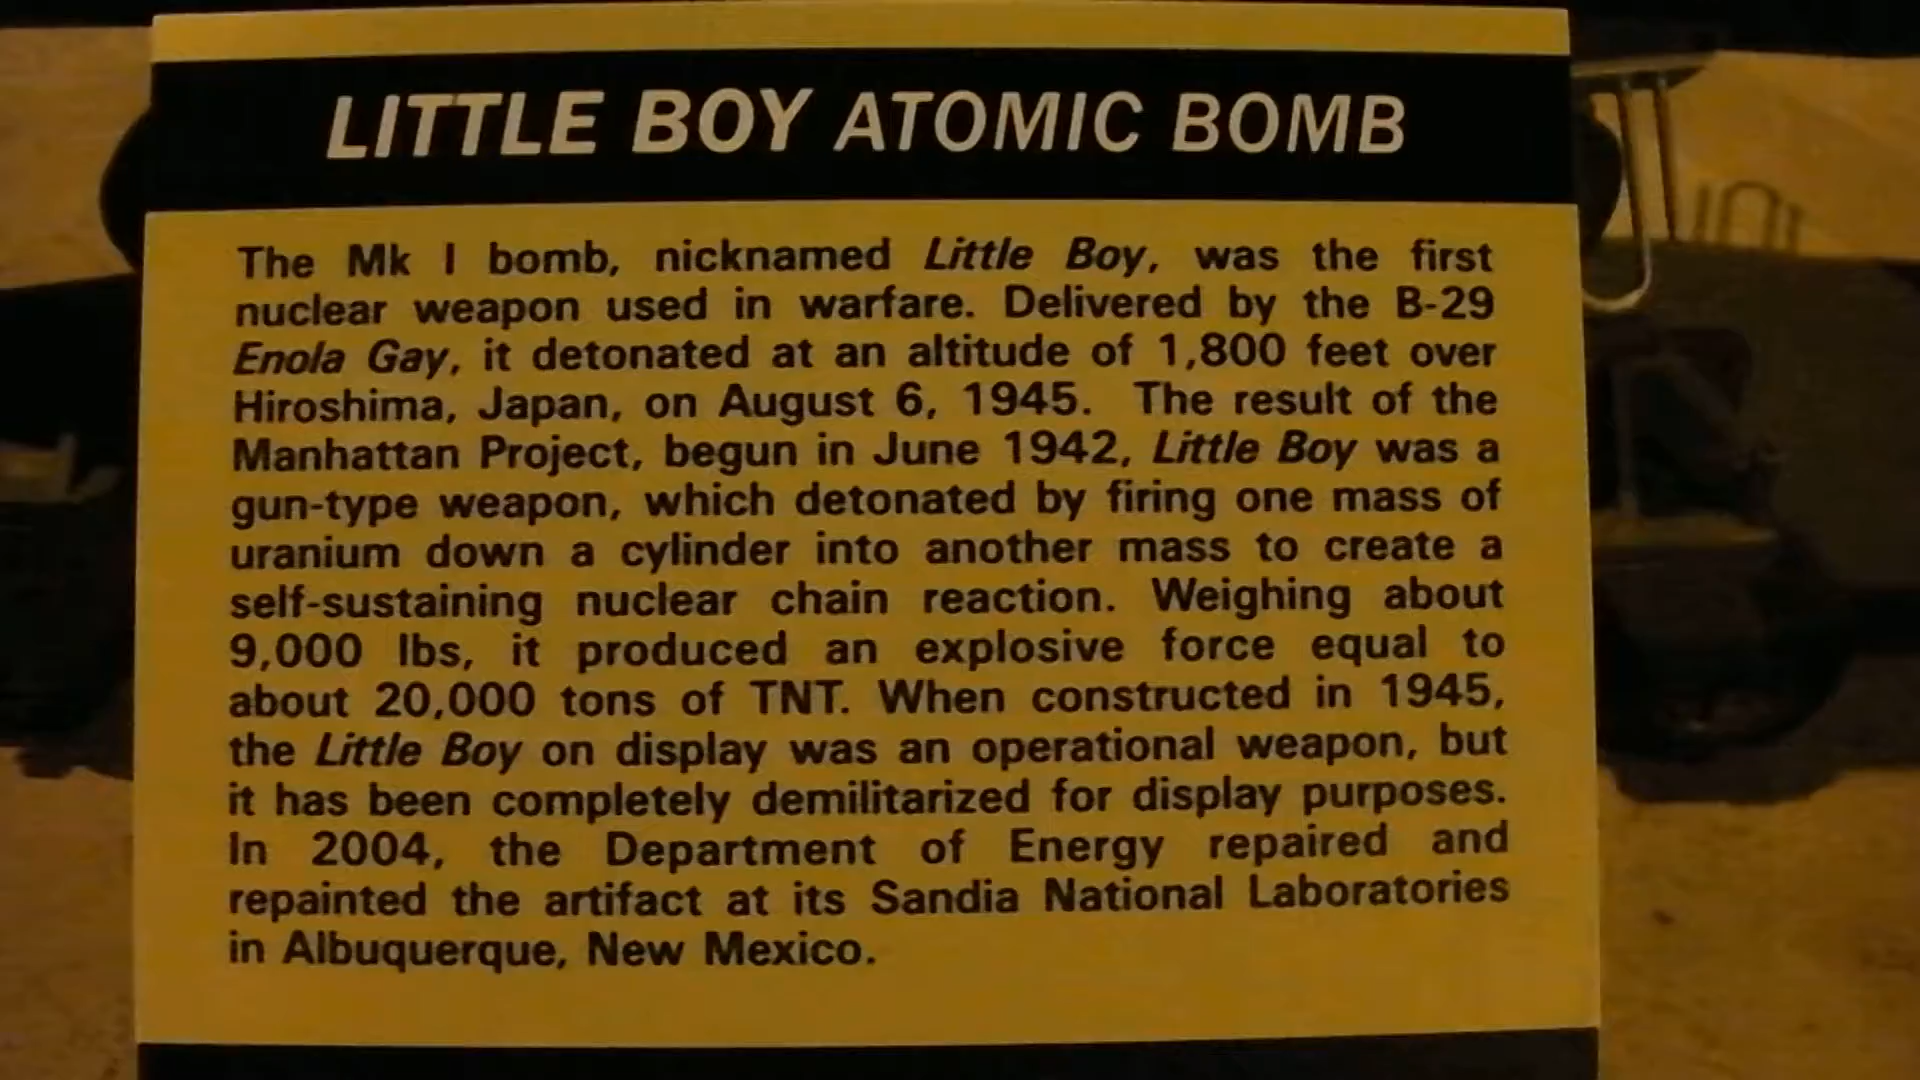 LITTLE BOY ATOMIC BOMB
The Mk I bomb, nicknamed Little Boy, was the first
nuclear weapon used in warfare. Delivered by the B-29
Enola Gay, it detonated at an altitude of 1,800 feet over
Hiroshima, Japan, on August 6, 1945. The result of the
Manhattan Project, begun in June 1942, Little Boy was a
gun-type weapon, which detonated by firing one mass of
uranium down a cylinder into another mass to create a
self-sustaining nuclear chain reaction. Weighing about
9,000 lbs, it produced an explosive force equal to
about 20,000 tons of TNT. When constructed in 1945,
the Little Boy on display was an operational weapon, but
it has been completely demilitarized for display purposes.
In 2004, the Department of Energy repaired and
repainted the artifact at its Sandia National Laboratories
in Albuquerque, New Mexico.